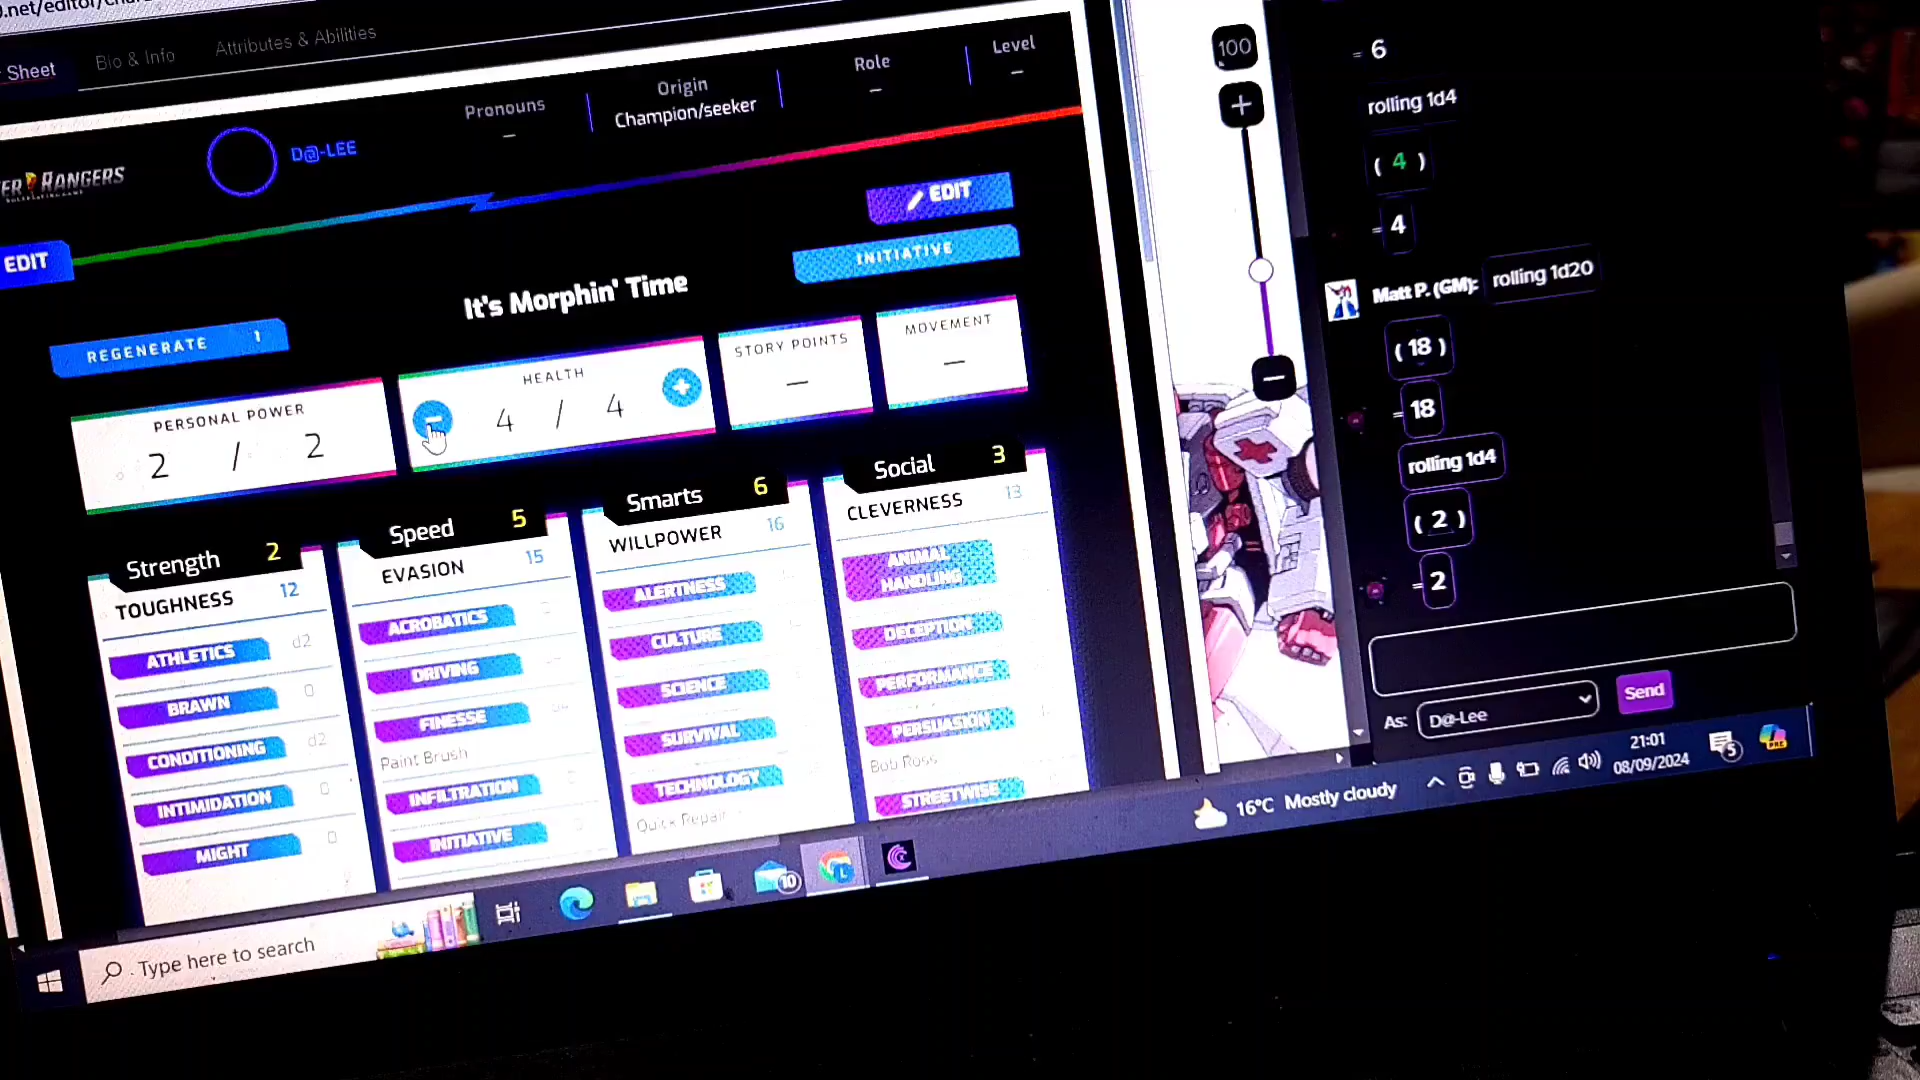 .net/editor/
Sheet
Bio & Info
Attributes & Abilities
ER RANGERS
D@-LEE
Pronouns
–
Origin
Champion/seeker
Role
–
Level
–
EDIT
EDIT
INITIATIVE
It's Morphin' Time
REGENERATE 1
PERSONAL POWER
2 / 2
HEALTH
– 4 / 4 +
STORY POINTS
–
MOVEMENT
–
Strength 2
TOUGHNESS 12
ATHLETICS d2
BRAWN 0
CONDITIONING d2
INTIMIDATION 0
MIGHT 0
Speed 5
EVASION 15
ACROBATICS
DRIVING
FINESSE
Paint Brush
INFILTRATION
INITIATIVE
Smarts 6
WILLPOWER 16
ALERTNESS
CULTURE
SCIENCE
SURVIVAL
TECHNOLOGY
Quick Repair
Social 3
CLEVERNESS 13
ANIMAL
HANDLING
DECEPTION
PERFORMANCE
PERSUASION
Bob Ross
STREETWISE
100
+
–
= 6
rolling 1d4
( 4 )
= 4
Matt P. (GM): rolling 1d20
( 18 )
= 18
rolling 1d4
( 2 )
= 2
As: D@-Lee
Send
Type here to search
10
16°C Mostly cloudy
21:01
08/09/2024
5
PRE